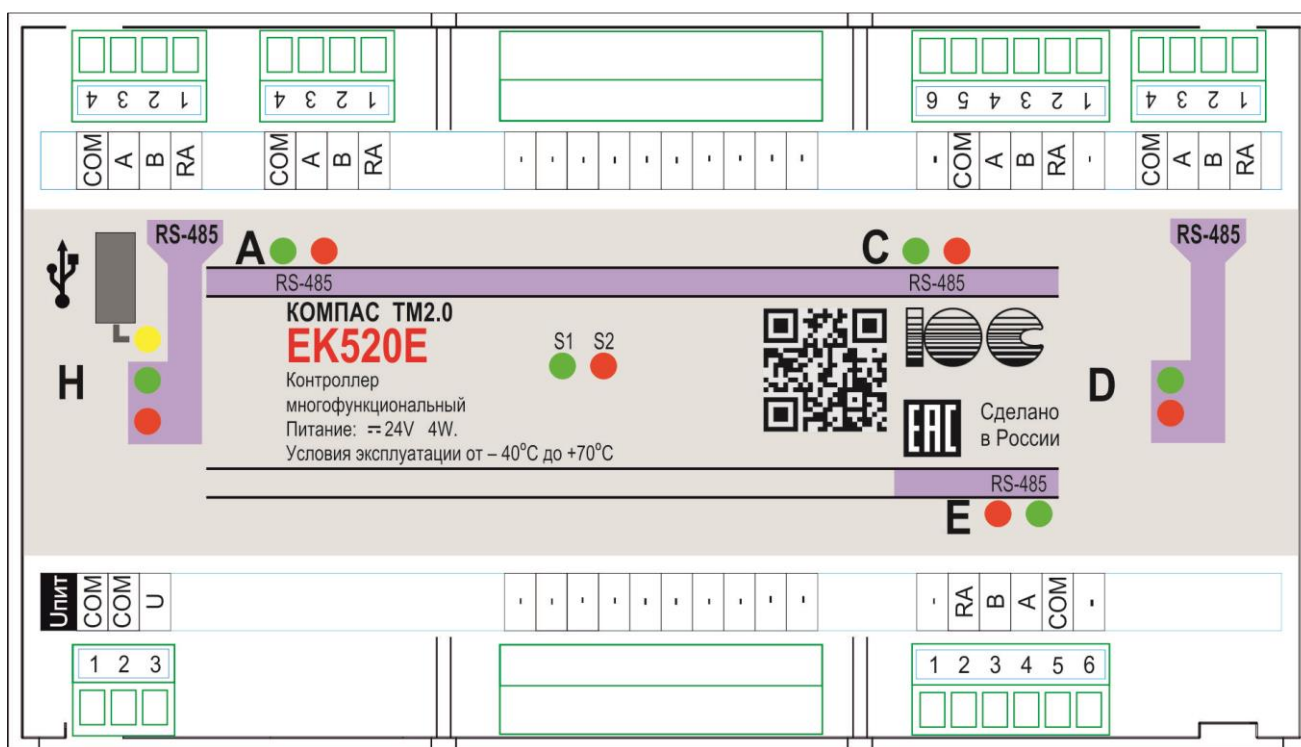 4 3 2 1
4 3 2 1
6 5 4 3 2 1
4 3 2 1
COM A B RA
COM A B RA
- - - - - - - - - -
- COM A B RA -
COM A B RA
RS-485
A
C
RS-485
RS-485
RS-485
КОМПАС ТМ2.0
EK520E
S1 S2
Контроллер
многофункциональный
Питание: ⎓24V 4W.
Условия эксплуатации от – 40°C до +70°C
H
D
ЮС
EAC
Сделано
в России
RS-485
E
Uпит COM COM U
- - - - - - - - - -
- RA B A COM -
1 2 3
1 2 3 4 5 6